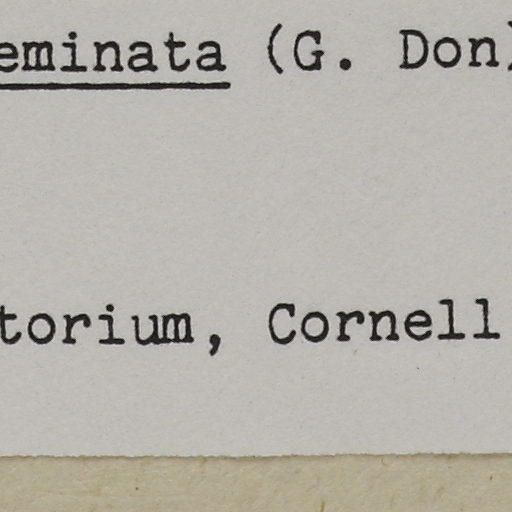 eminata (G. Don)
torium, Cornell